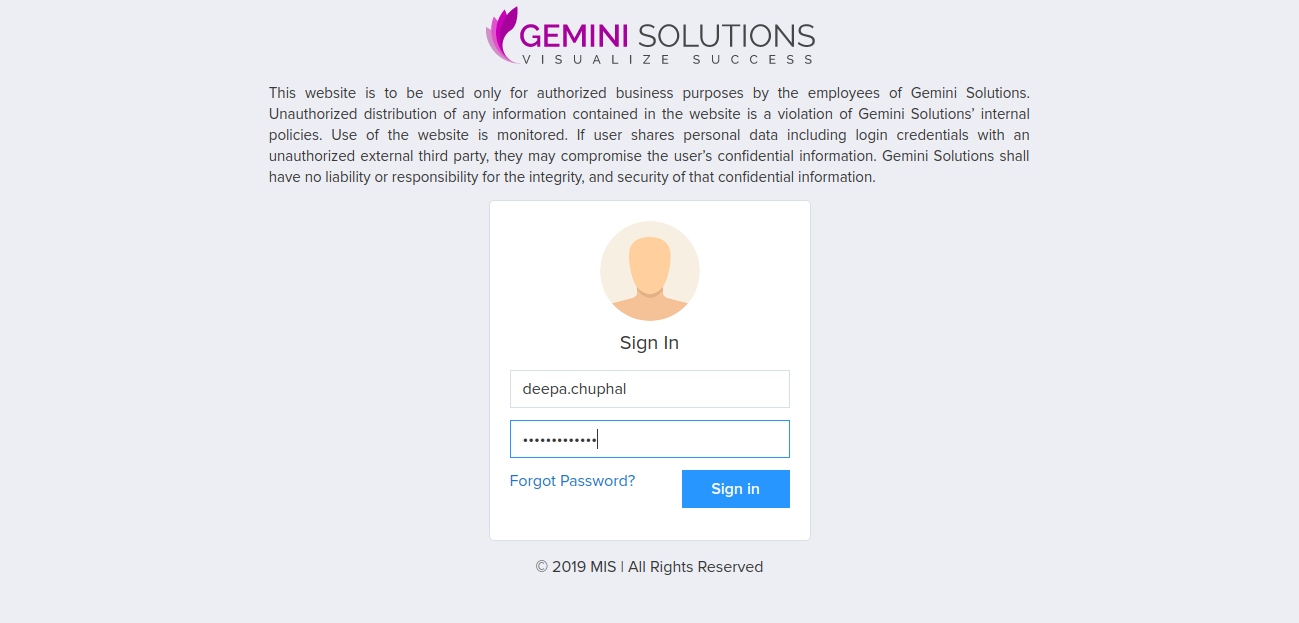 GEMINI SOLUTIONS
VISUALIZE SUCCESS
This website is to be used only for authorized business purposes by the employees of Gemini Solutions.
Unauthorized distribution of any information contained in the website is a violation of Gemini Solutions’ internal
policies. Use of the website is monitored. If user shares personal data including login credentials with an
unauthorized external third party, they may compromise the user’s confidential information. Gemini Solutions shall
have no liability or responsibility for the integrity, and security of that confidential information.
Sign In
deepa.chuphal
•••••••••••••
Forgot Password?
Sign in
© 2019 MIS | All Rights Reserved